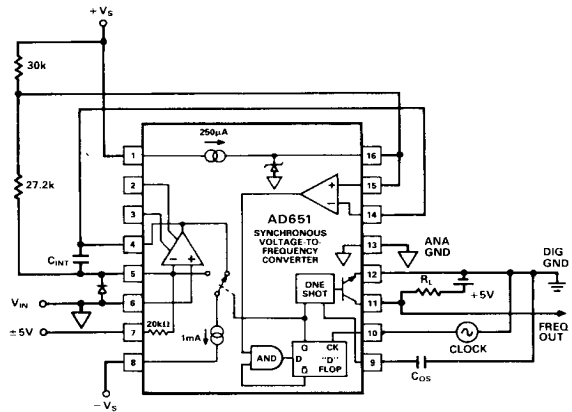 +VS
30k
27.2k
CINT
VIN
±5V
−VS
250μA
1
2
3
4
5
6
7
8
16
15
14
13
12
11
10
9
AD651
SYNCHRONOUS
VOLTAGE-TO-
FREQUENCY
CONVERTER
20kΩ
1mA
ONE
SHOT
AND
D
Q
CK
"D"
FLOP
Q̅
ANA
GND
DIG
GND
RL
+5V
FREQ
OUT
CLOCK
COS
+
−
−
+